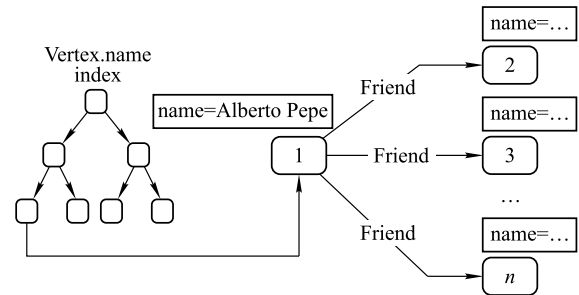 Vertex.name
index
name=Alberto Pepe
1
Friend
Friend
Friend
name=…
2
name=…
3
…
name=…
n